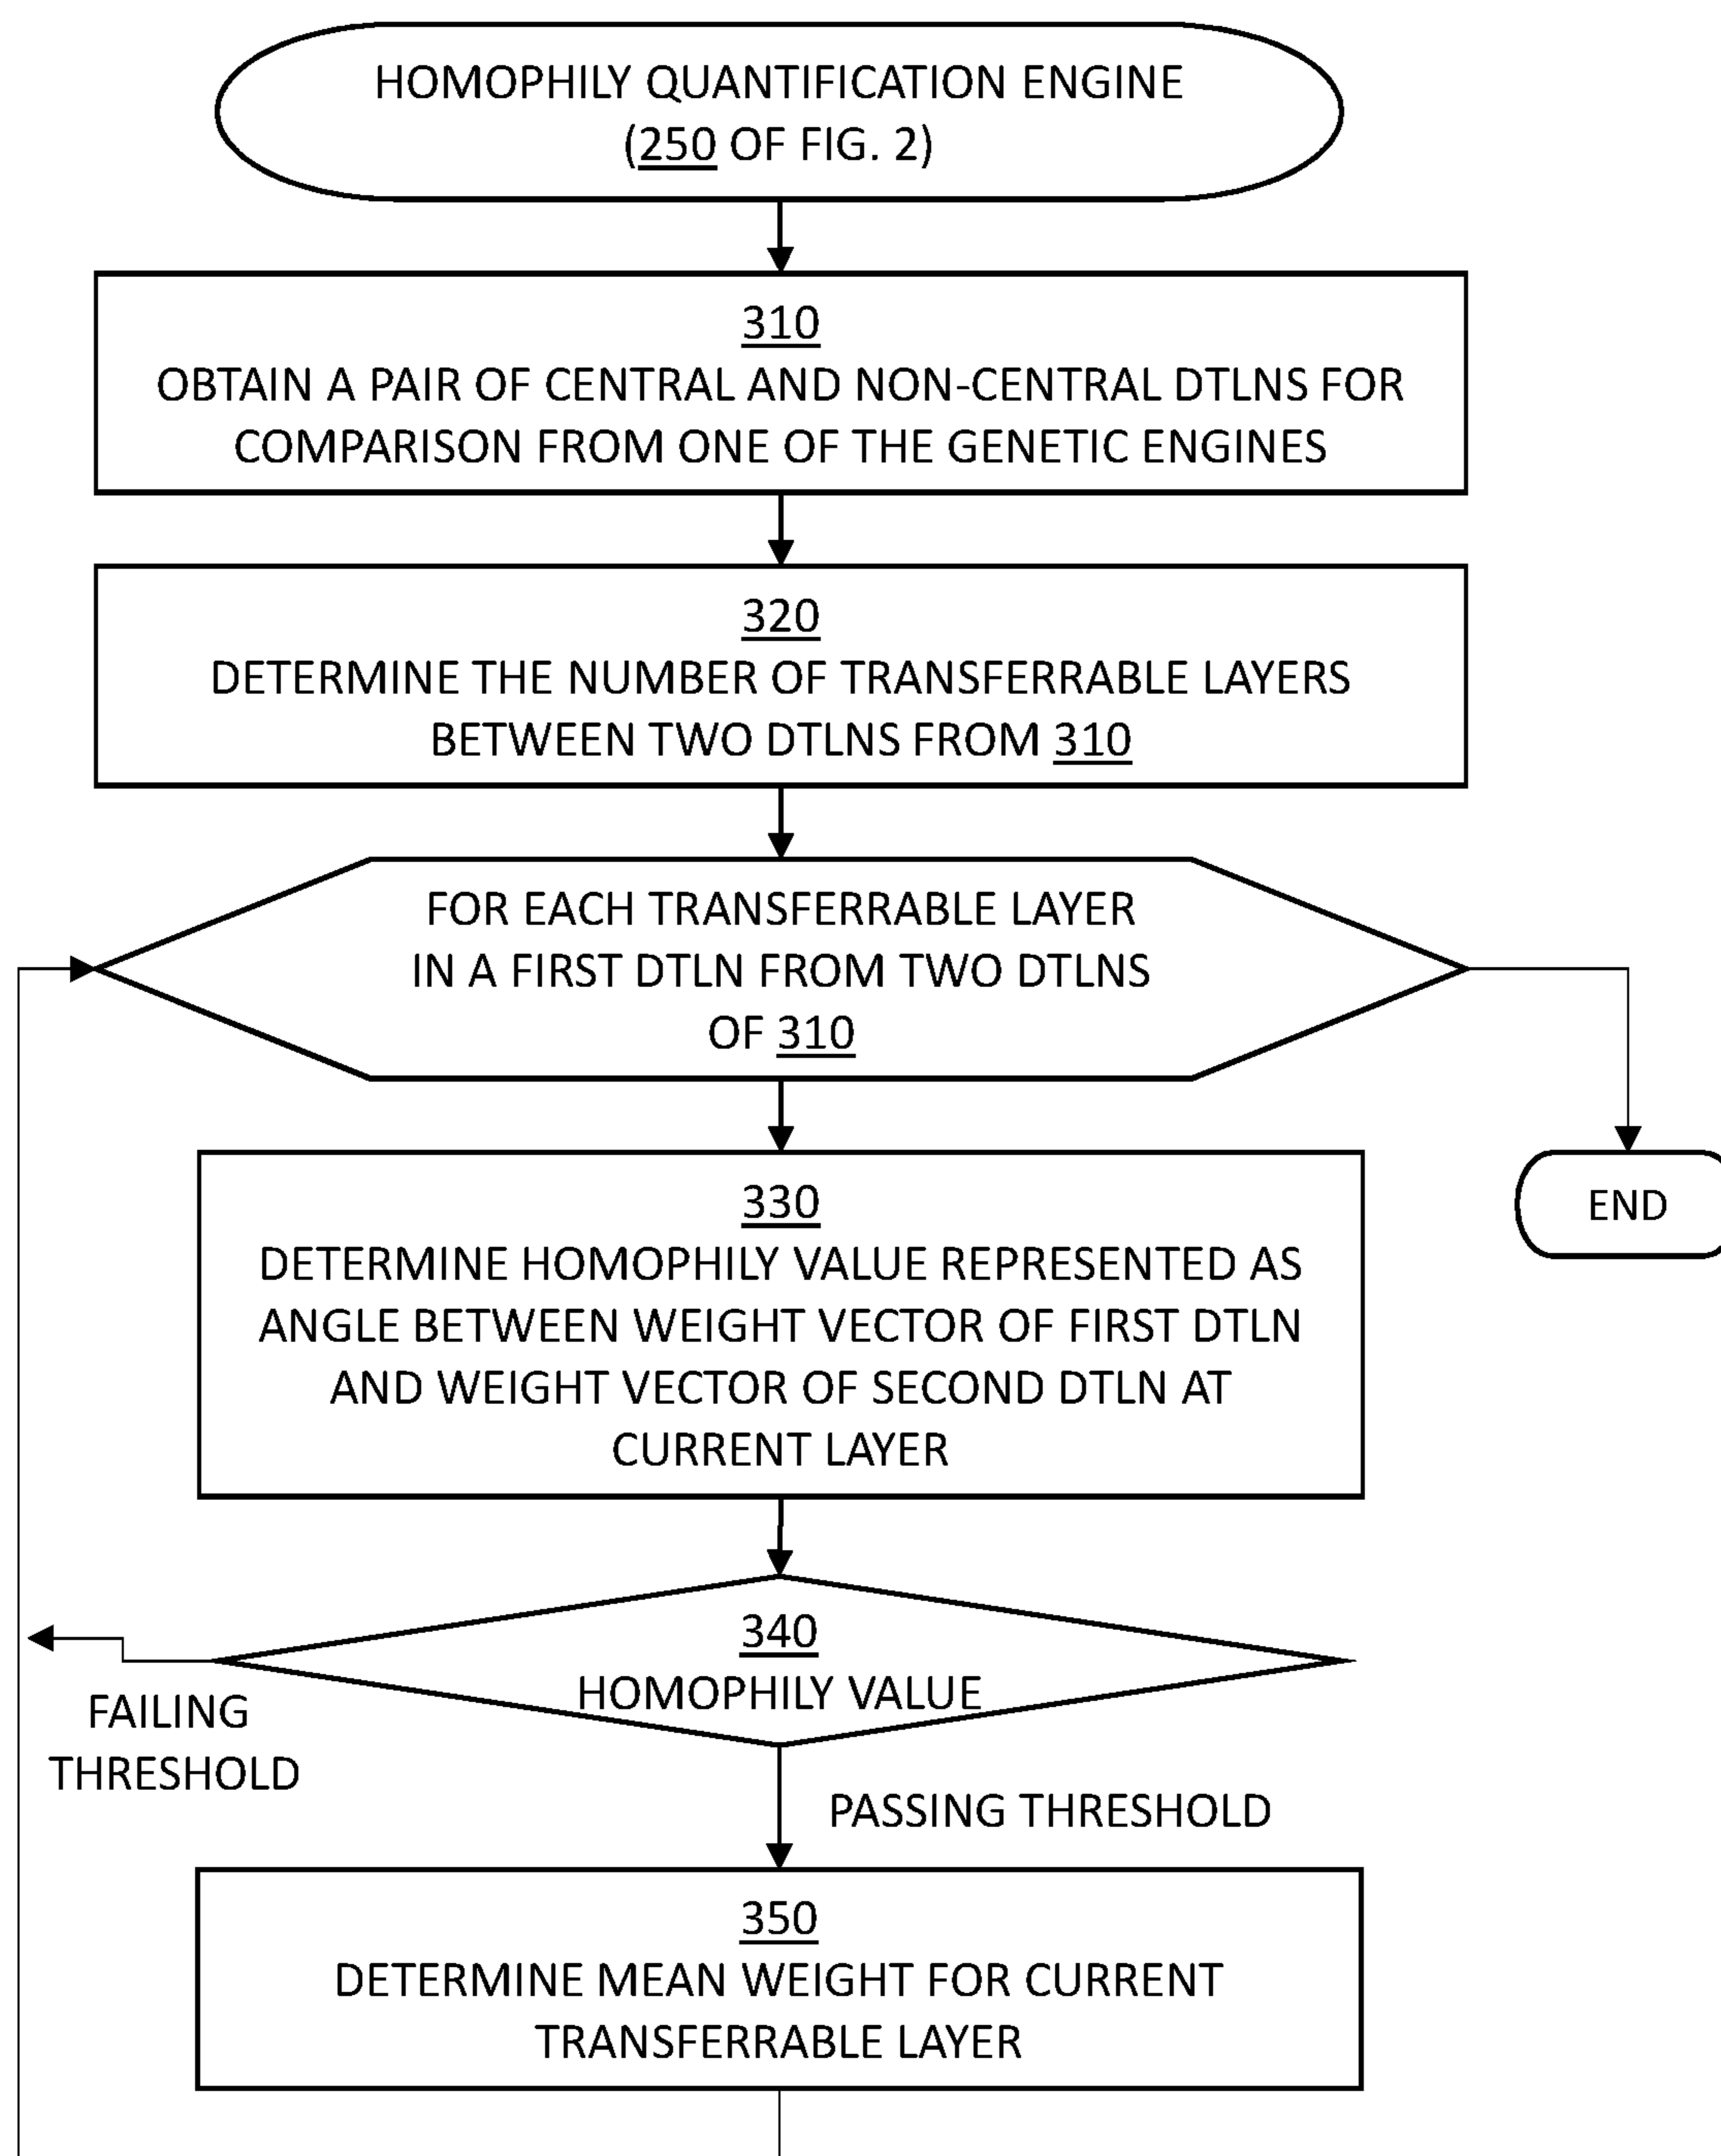 HOMOPHILY QUANTIFICATION ENGINE
(250 OF FIG. 2)
310
OBTAIN A PAIR OF CENTRAL AND NON-CENTRAL DTLNS FOR
COMPARISON FROM ONE OF THE GENETIC ENGINES
320
DETERMINE THE NUMBER OF TRANSFERRABLE LAYERS
BETWEEN TWO DTLNS FROM 310
FOR EACH TRANSFERRABLE LAYER
IN A FIRST DTLN FROM TWO DTLNS
OF 310
END
330
DETERMINE HOMOPHILY VALUE REPRESENTED AS
ANGLE BETWEEN WEIGHT VECTOR OF FIRST DTLN
AND WEIGHT VECTOR OF SECOND DTLN AT
CURRENT LAYER
340
HOMOPHILY VALUE
FAILING
THRESHOLD
PASSING THRESHOLD
350
DETERMINE MEAN WEIGHT FOR CURRENT
TRANSFERRABLE LAYER